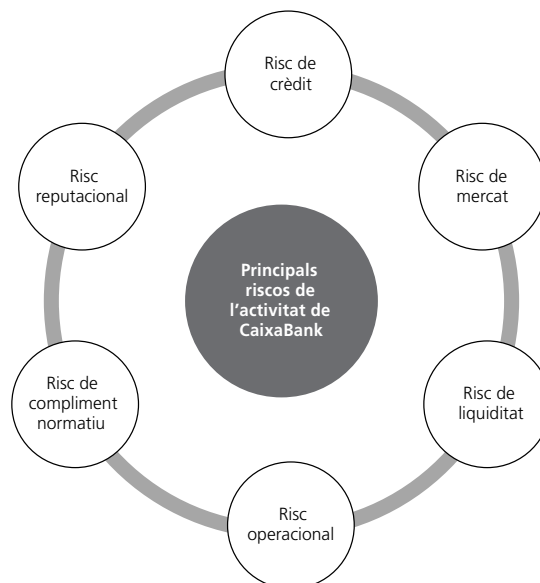 Risc de
crèdit
Risc de
mercat
Risc de
liquiditat
Risc
operacional
Risc de
compliment
normatiu
Risc
reputacional
Principals
riscos de
l’activitat de
CaixaBank